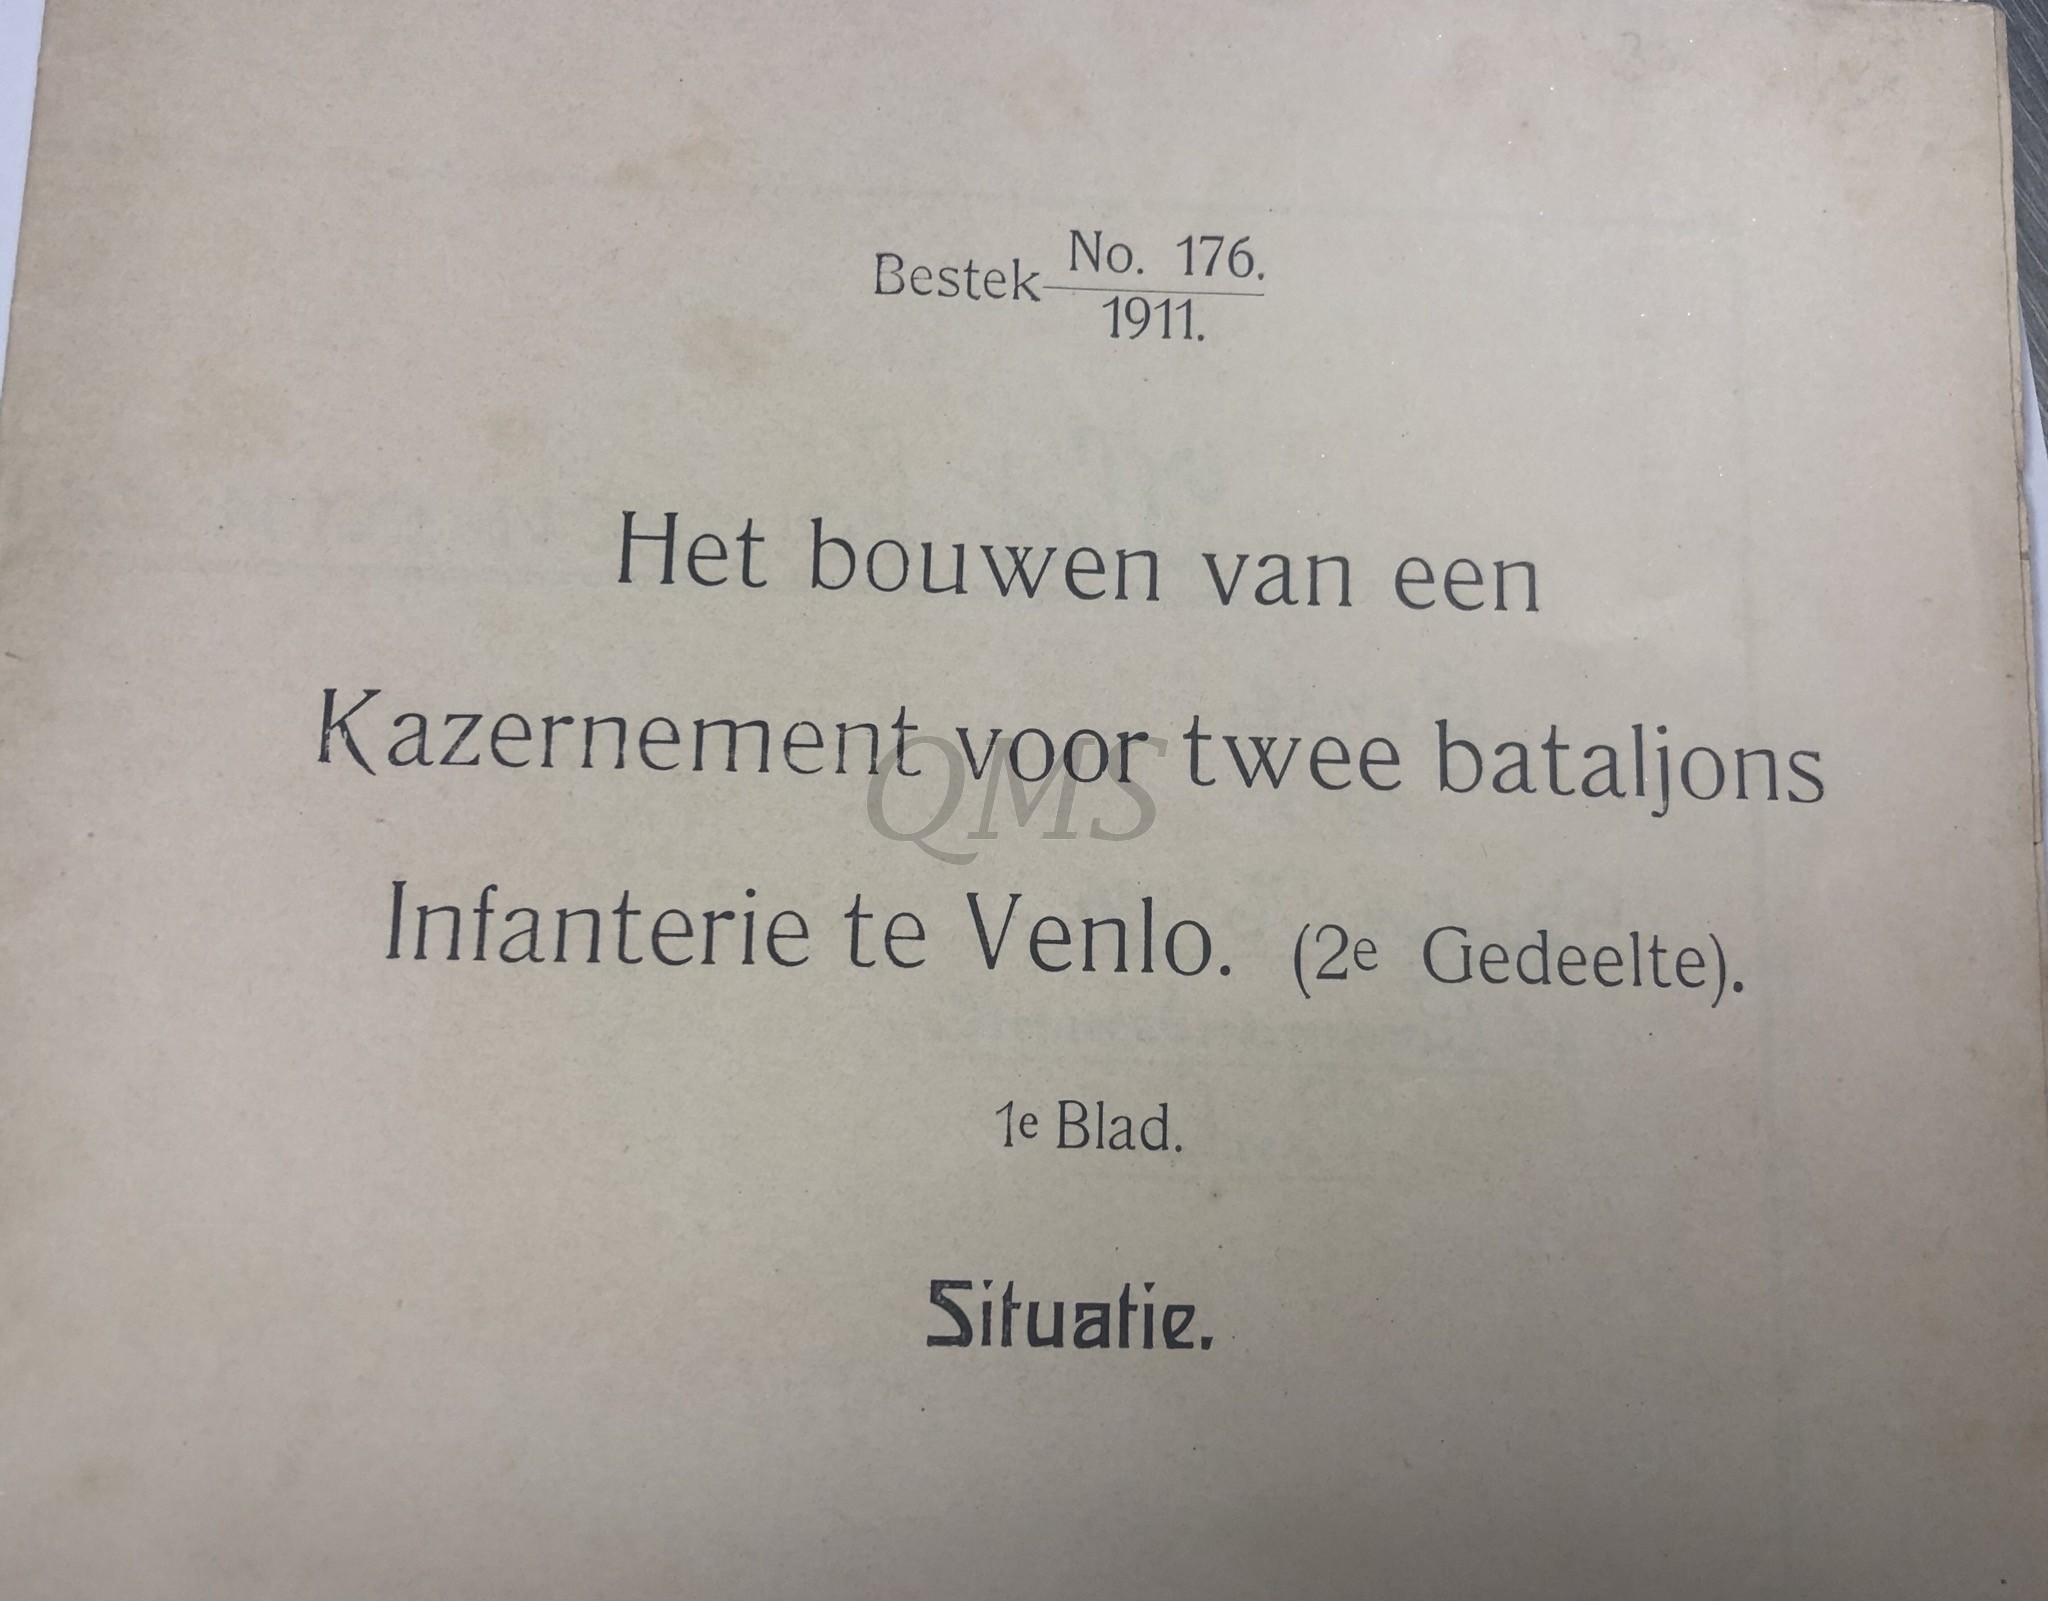 Bestek No. 176.
1911.
Het bouwen van een
Kazernement voor twee bataljons
QMS
Infanterie te Venlo. (2e Gedeelte).
1e Blad.
Situatie.